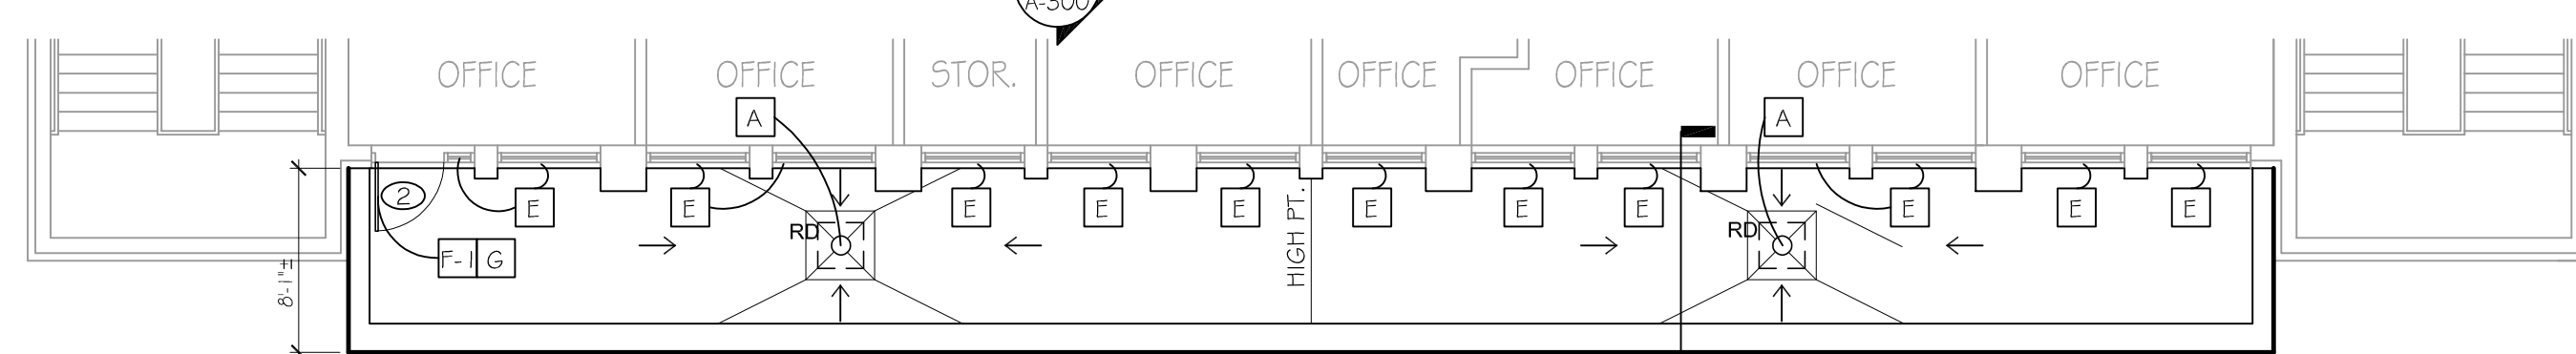 A-300
OFFICE OFFICE STOR. OFFICE OFFICE OFFICE OFFICE OFFICE
A A
2 E E E E E E E E E E E
RD RD
F-1 G
HIGH PT.
8'-1"±